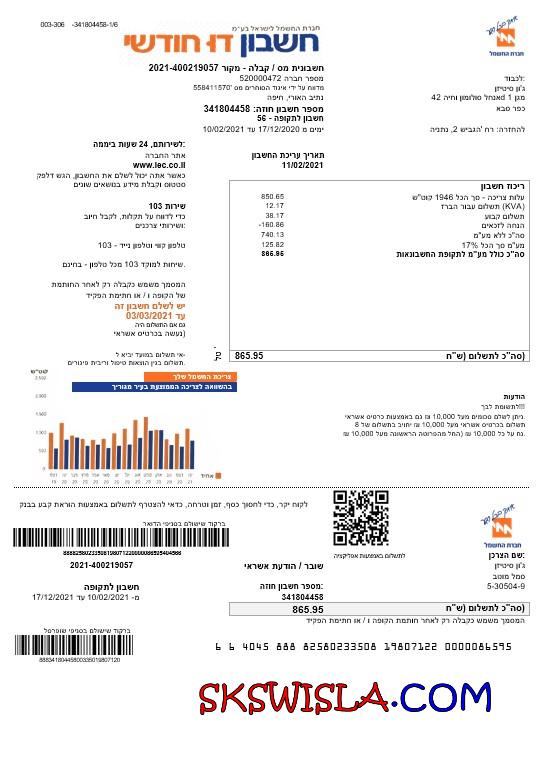 003-306 -341804458-1/6
חברת החשמל לישראל בע״מ
חשבון דו חודשי
חברת החשמל
חשבונית מס / קבלה - מקור 2021-400219057
מספר חברה 520000472
מדווח על ידי איגוד הסוחרים מס' 558411570
נתיב האורי, חיפה
מספר חשבון חוזה: 341804458
חשבון לתקופה - 56
ימים מ 17/12/2020 עד 10/02/2021
לכבוד:
ג'ון סיטיזן
מגן 1 dאנחל סולומון וחיה 42
כפר סבא
להחזרה: רח 'הגביש 2, נתניה
תאריך עריכת החשבון
11/02/2021
לשירותם, 24 שעות ביממה:
אתר החברה
www.lec.co.il
כאשר אתה יכול לשלם את החשבון, הגש דלפק
סטטוס וקבלת מידע בנושאים שונים
שירות 103
כדי לדווח על תקלות, לקבל חיוב
ושירותי צרכנים:
טלפון קווי וטלפון נייד - 103
שיחות למוקד 103 מכל טלפון - בחינם.
המסמך משמש כקבלה רק לאחר החותמת
של הקופה ו / או חתימת הפקיד
יש לשלם חשבון זה
עד 03/03/2021
גם אם התשלום היה
(נעשה בכרטיס אשראי
אי תשלום במועד יביא ל-
תשלום בגין הוצאות טיפול וריבית פיגורים.
ריכוז חשבון
עלות צריכה - סך הכל 1946 קוט״ש 850.65
(KVA) תשלום עבור הברז 12.17
תשלום קבוע 38.17
הנחה לזכאים -160.86
סה״כ ללא מע״מ 740.13
מע״מ סך הכל 17% 125.82
סה״כ כולל מע״מ לתקופת החשבונאות 865.95
סה״כ לתשלום (ש״ח) 865.95
קוט״ש
צריכת החשמל שלך
בהשוואה לצריכה הממוצעת בעיר מגוריך
2,500
2,000
1,500
1,000
500
0
הודעות
לתשומת לבך!!!
ניתן לשלם סכומים מעל 10,000 ₪ גם באמצעות כרטיס אשראי.
תשלום בכרטיס אשראי מעל 10,000 ₪ יחויב בתשלום של 8
₪ על כל 10,000 ₪ (החל מהפרוטה הראשונה מעל 10,000 ₪
לקוח יקר, כדי לחסוך כסף, זמן וטרחה, כדאי להצטרף לתשלום באמצעות הוראת קבע בבנק
ברקוד שישולם בסניפי הדואר
2021-400219057
חשבון לתקופה
מ- 10/02/2021 עד 17/12/2021
ברקוד שישולם בסניפי שופרסל
88834180445800335019807120
לתשלום באמצעות אפליקציה
שובר / הודעת אשראי
מספר חשבון חוזה:
341804458
חברת החשמל
שם הצרכן:
ג'ון סיטיזן
סמל מוטב
5-30504-9
סה״כ לתשלום (ש״ח) 865.95
המסמך משמש כקבלה רק לאחר חתימת הקופה ו / או חתימת הפקיד
6 6 4045 888 82580233508 19807122 0000086595
SKSWISLA.COM